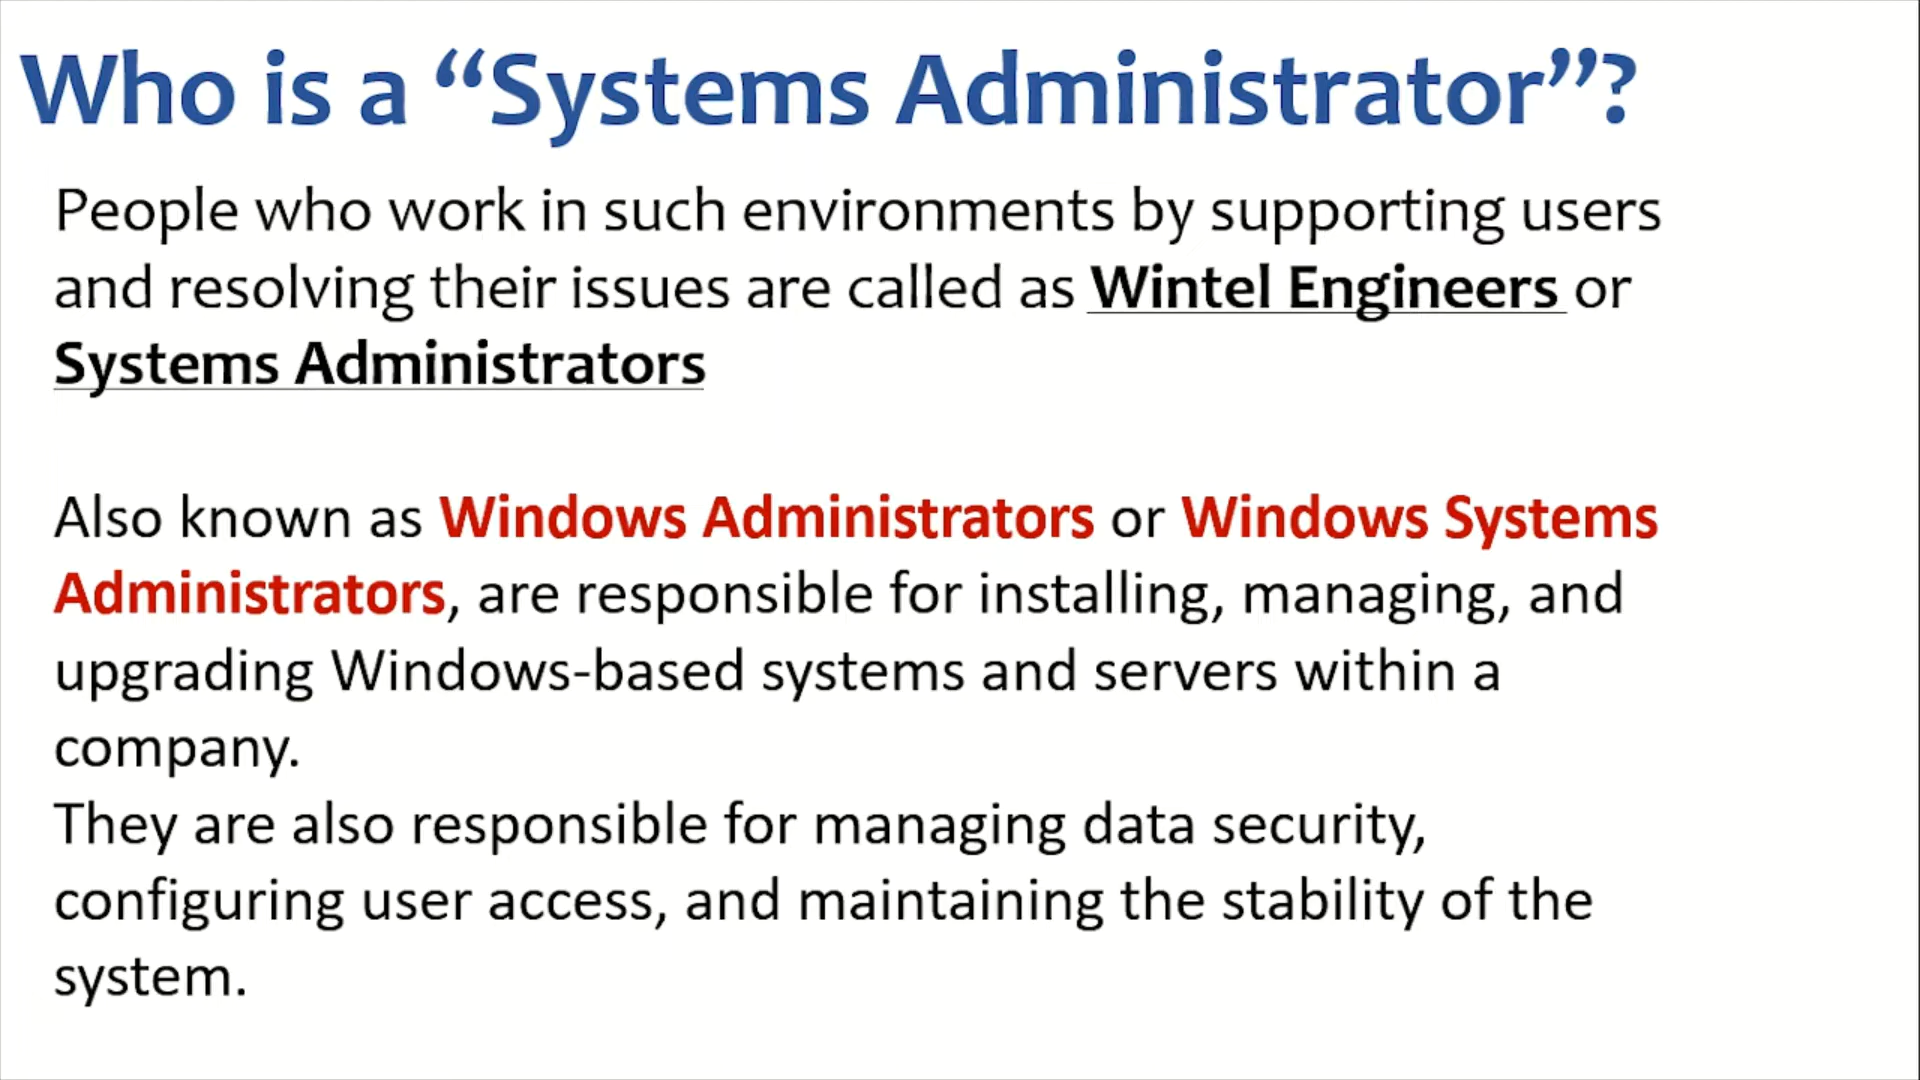 Who is a “Systems Administrator”?
People who work in such environments by supporting users
and resolving their issues are called as Wintel Engineers or
Systems Administrators
Also known as Windows Administrators or Windows Systems
Administrators, are responsible for installing, managing, and
upgrading Windows-based systems and servers within a
company.
They are also responsible for managing data security,
configuring user access, and maintaining the stability of the
system.